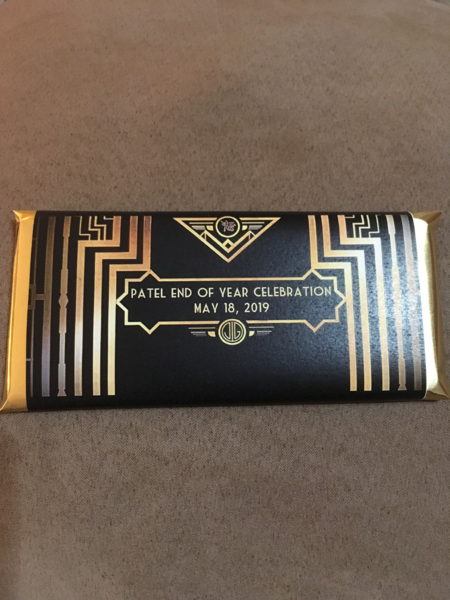 PATEL END OF YEAR CELEBRATION
MAY 18, 2019